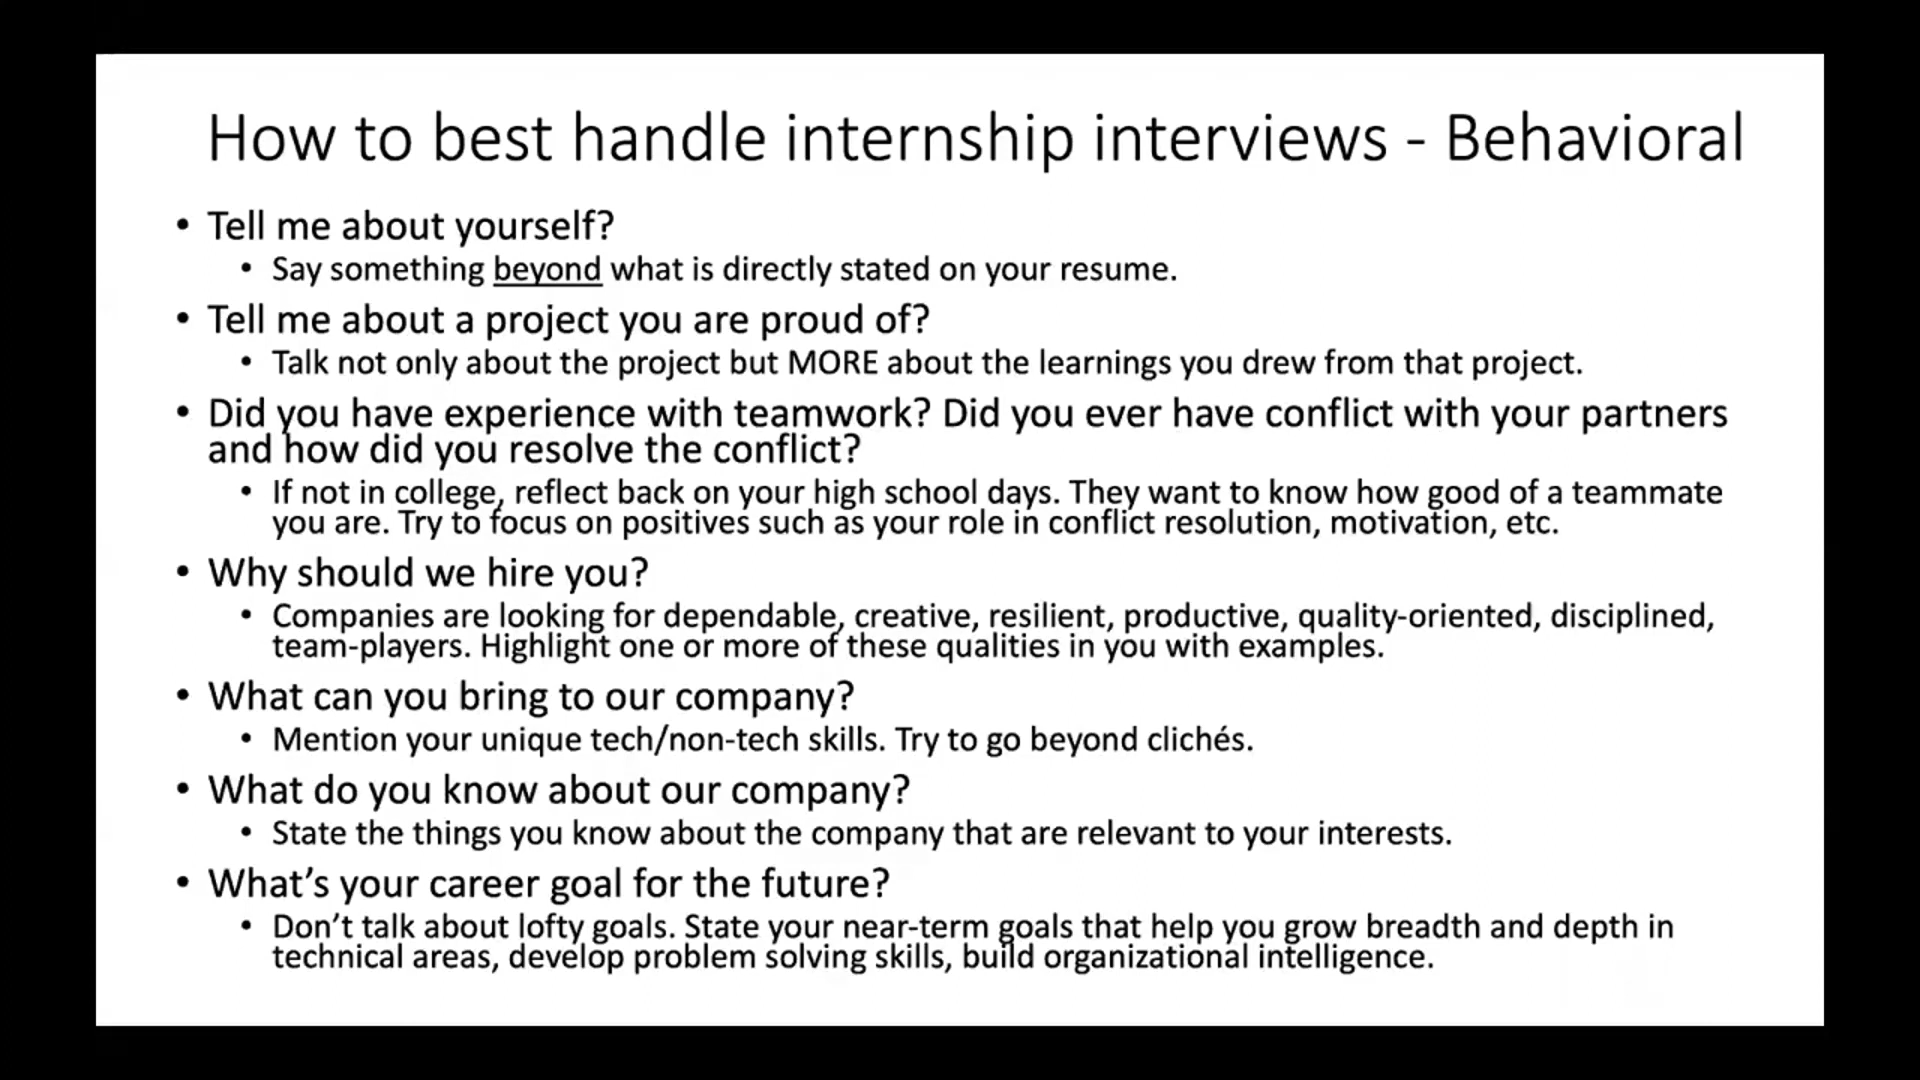 How to best handle internship interviews - Behavioral
• Tell me about yourself?
• Say something beyond what is directly stated on your resume.
• Tell me about a project you are proud of?
• Talk not only about the project but MORE about the learnings you drew from that project.
• Did you have experience with teamwork? Did you ever have conflict with your partners
and how did you resolve the conflict?
• If not in college, reflect back on your high school days. They want to know how good of a teammate
you are. Try to focus on positives such as your role in conflict resolution, motivation, etc.
• Why should we hire you?
• Companies are looking for dependable, creative, resilient, productive, quality-oriented, disciplined,
team-players. Highlight one or more of these qualities in you with examples.
• What can you bring to our company?
• Mention your unique tech/non-tech skills. Try to go beyond clichés.
• What do you know about our company?
• State the things you know about the company that are relevant to your interests.
• What’s your career goal for the future?
• Don’t talk about lofty goals. State your near-term goals that help you grow breadth and depth in
technical areas, develop problem solving skills, build organizational intelligence.